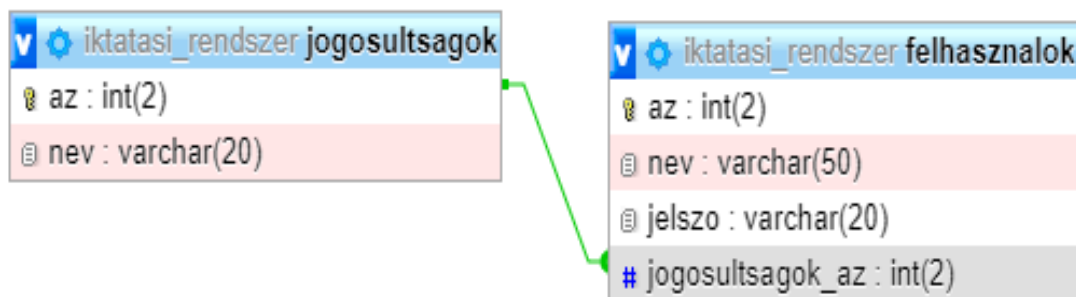 v iktatasi_rendszer jogosultsagok
az : int(2)
nev : varchar(20)
v iktatasi_rendszer felhasznalok
az : int(2)
nev : varchar(50)
jelszo : varchar(20)
# jogosultsagok_az : int(2)